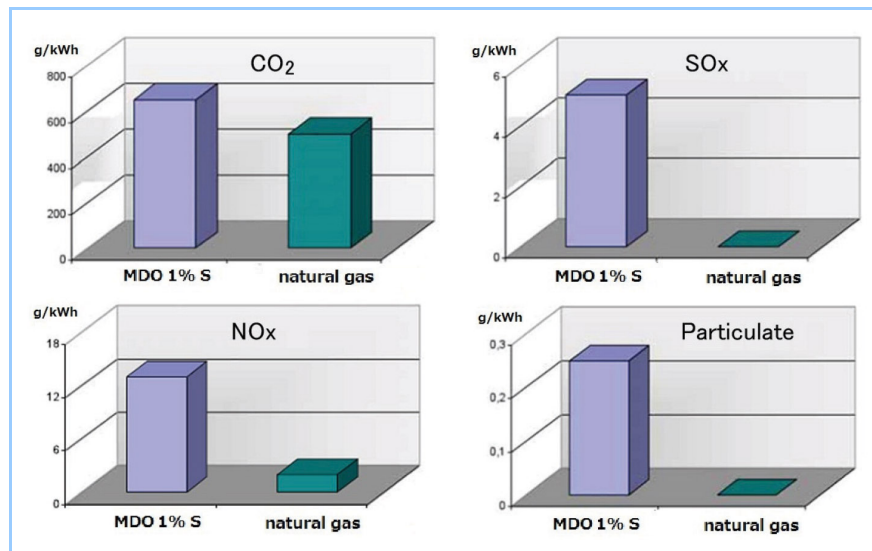 g/kWh
CO₂
800
600
400
200
0
MDO 1% S natural gas
g/kWh
SOx
6
4
2
0
MDO 1% S natural gas
g/kWh
NOx
18
12
6
0
MDO 1% S natural gas
g/kWh
Particulate
0,3
0,2
0,1
0
MDO 1% S natural gas